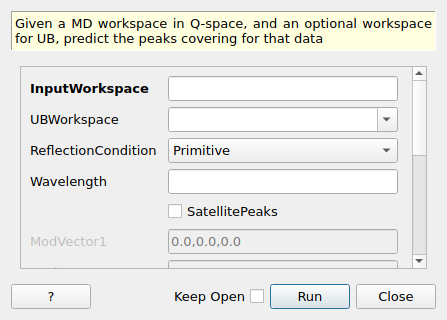 Given a MD workspace in Q-space, and an optional workspace
for UB, predict the peaks covering for that data
InputWorkspace
UBWorkspace
ReflectionCondition Primitive
Wavelength
SatellitePeaks
ModVector1 0.0,0.0,0.0
? Keep Open Run Close